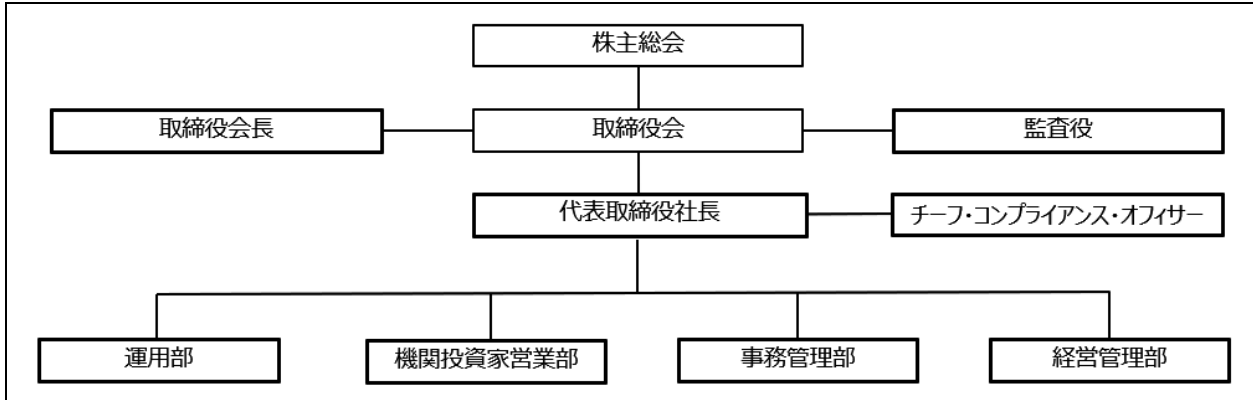 株主総会
取締役会長
取締役会
監査役
代表取締役社長
チーフ・コンプライアンス・オフィサー
運用部
機関投資家営業部
事務管理部
経営管理部